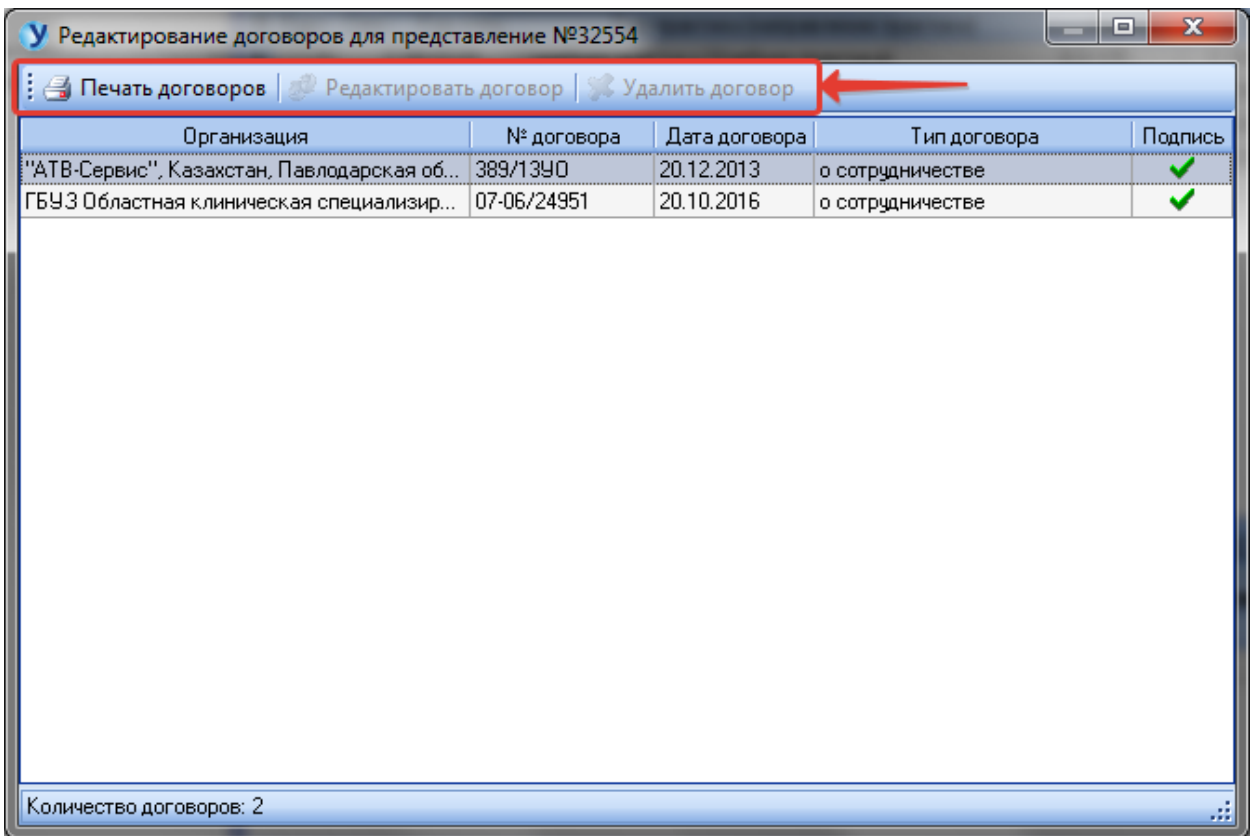 У Редактирование договоров для представление №32554
Печать договоров Редактировать договор Удалить договор
Организация № договора Дата договора Тип договора Подпись
"АТВ-Сервис", Казахстан, Павлодарская об... 389/13УО 20.12.2013 о сотрудничестве
ГБУЗ Областная клиническая специализир... 07-06/24951 20.10.2016 о сотрудничестве
Количество договоров: 2